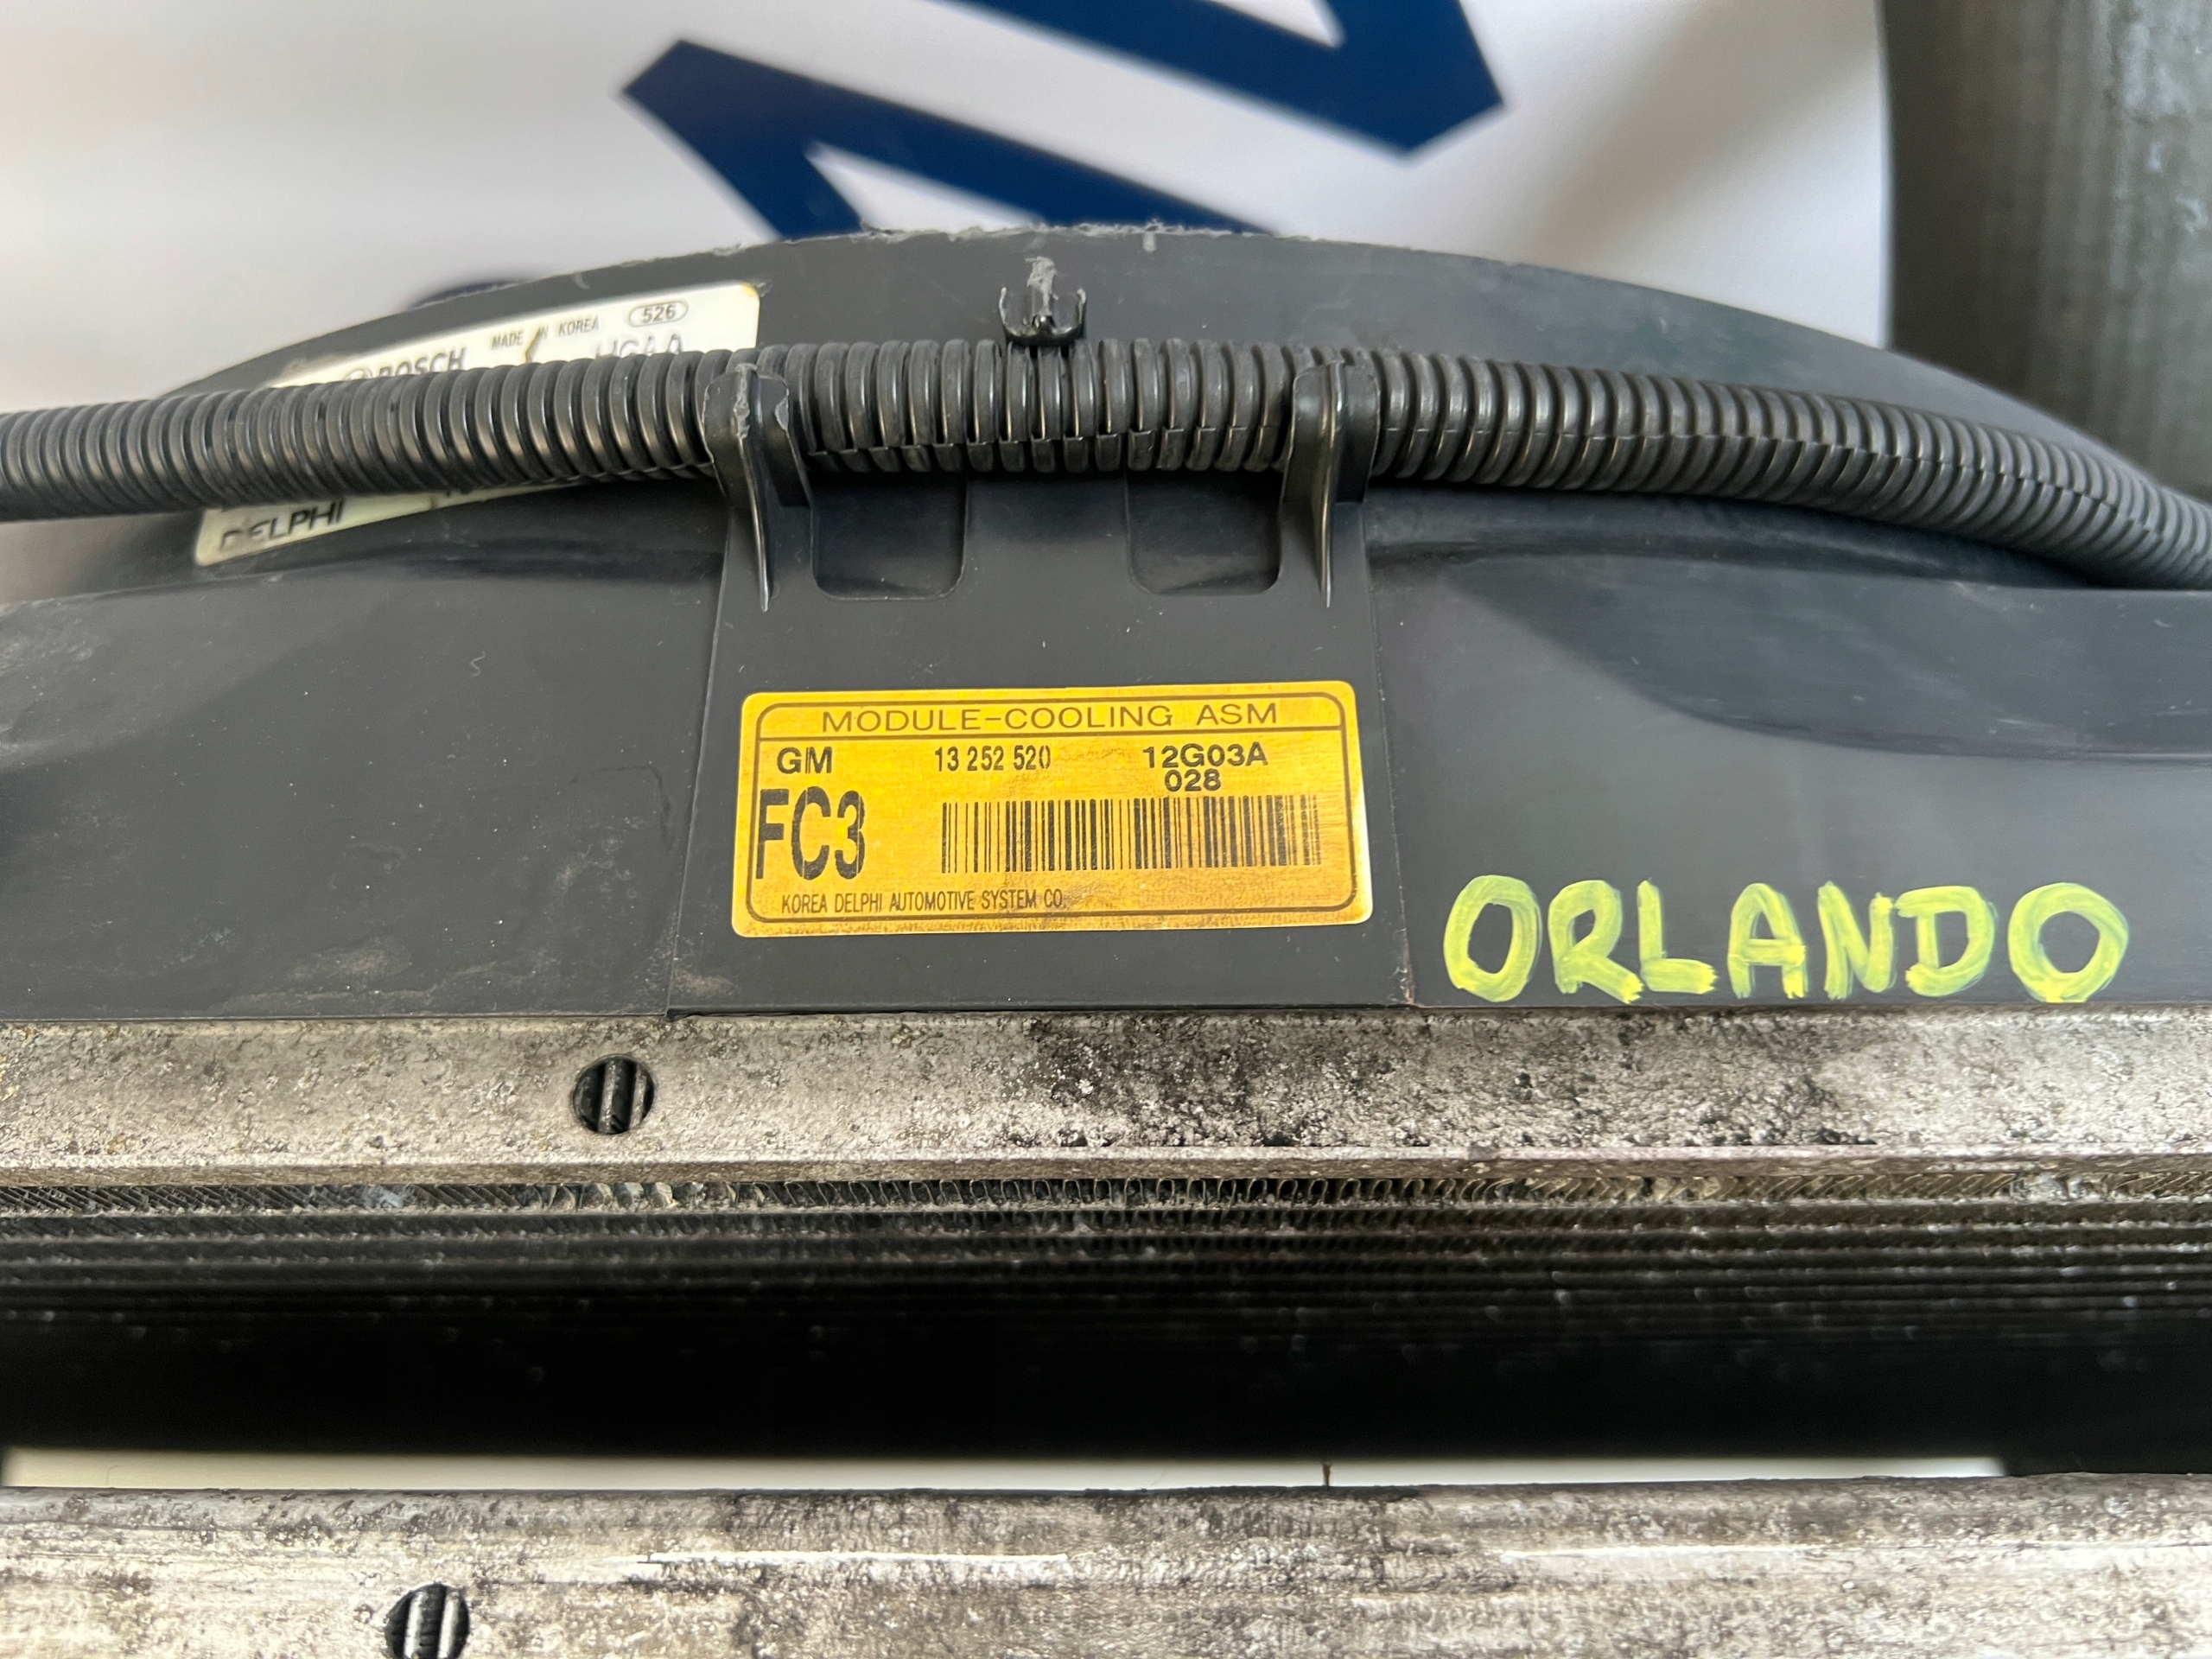 MADE IN KOREA 526
BOSCH
DELPHI
MODULE-COOLING ASM
GM 13 252 520 12G03A
028
FC3
KOREA DELPHI AUTOMOTIVE SYSTEM CO.
ORLANDO